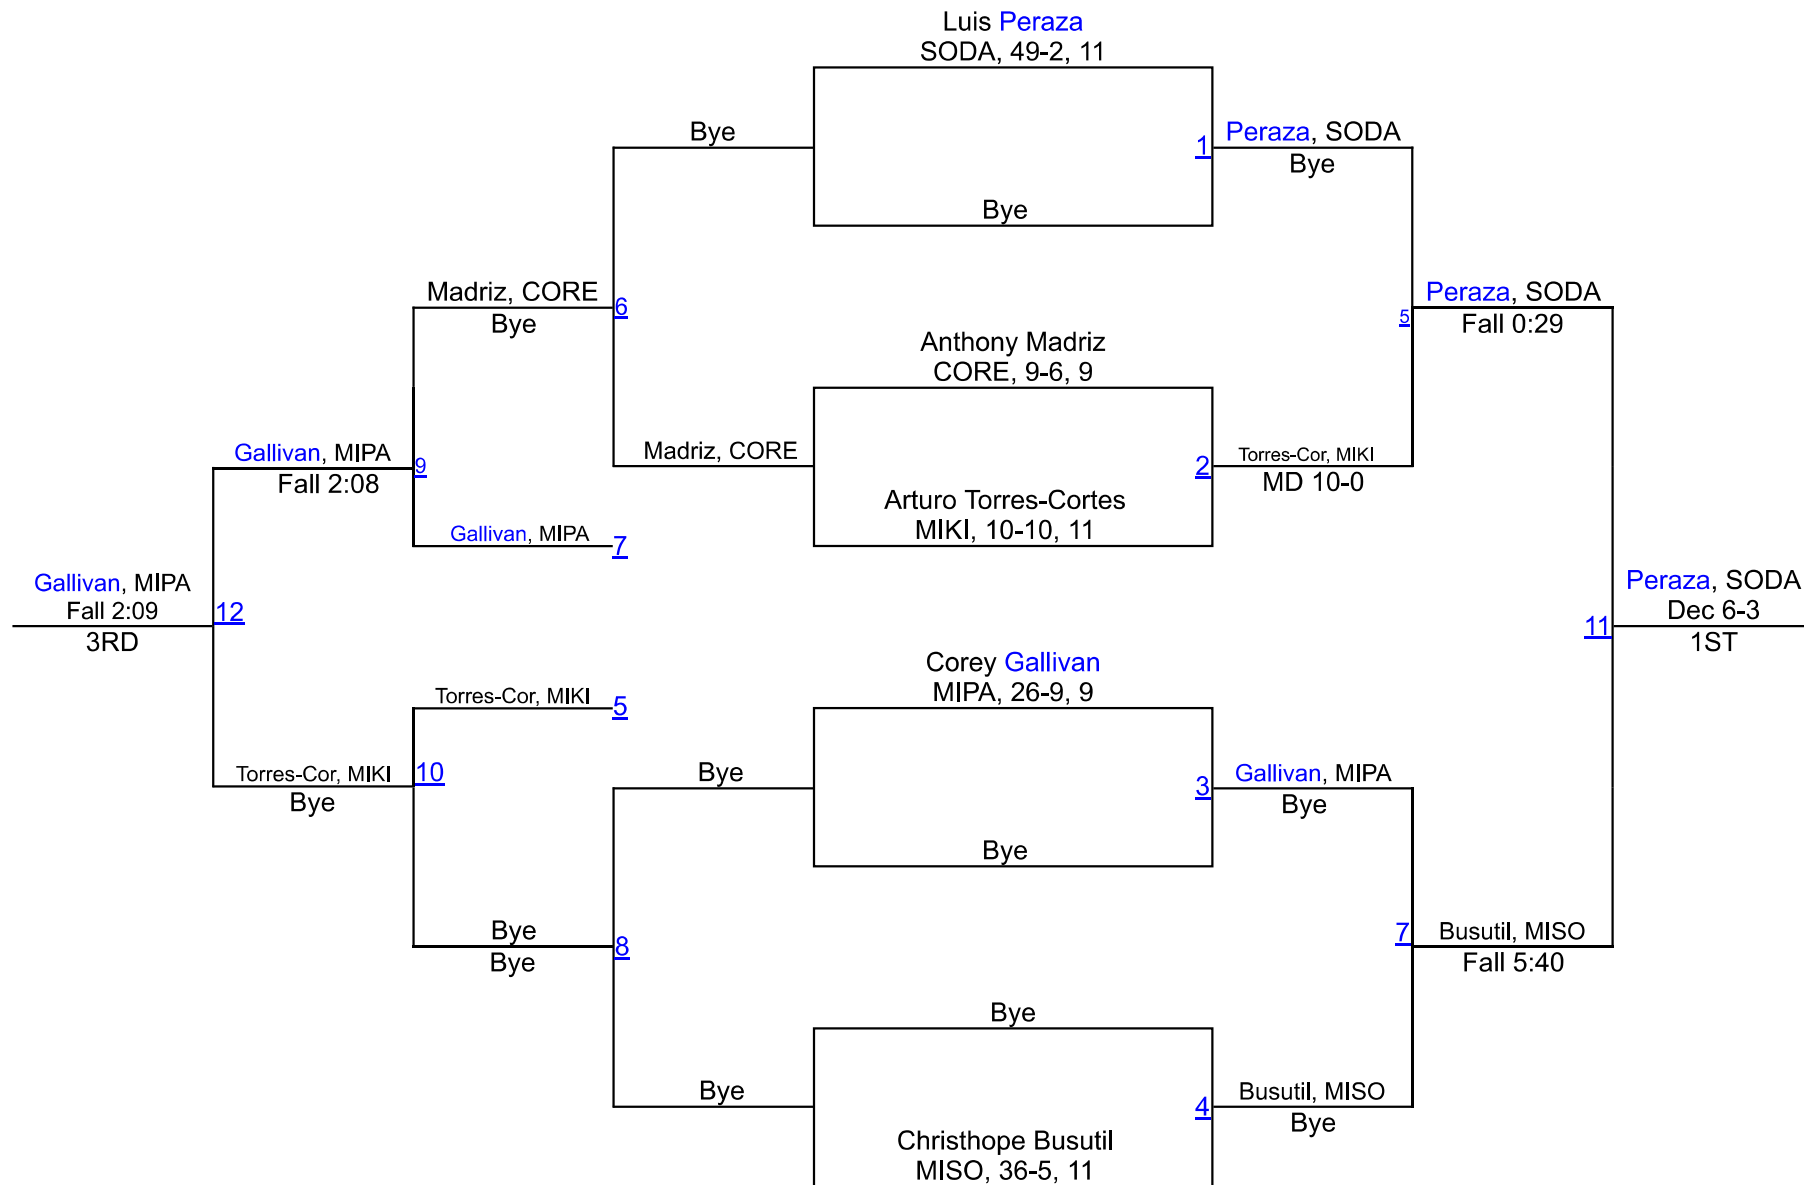 Luis Peraza
SODA, 49-2, 11
Bye
1
Peraza, SODA
Bye
Bye
Madriz, CORE
Bye
6
Peraza, SODA
Fall 0:29
5
Anthony Madriz
CORE, 9-6, 9
Gallivan, MIPA
Fall 2:08
9
Madriz, CORE
2
Torres-Cor, MIKI
MD 10-0
Arturo Torres-Cortes
MIKI, 10-10, 11
Gallivan, MIPA
7
Gallivan, MIPA
Fall 2:09
3RD
12
Peraza, SODA
Dec 6-3
1ST
11
Corey Gallivan
MIPA, 26-9, 9
Torres-Cor, MIKI
5
Torres-Cor, MIKI
Bye
10
Bye
3
Gallivan, MIPA
Bye
Bye
Bye
Bye
8
7
Busutil, MISO
Fall 5:40
Bye
Bye
4
Busutil, MISO
Bye
Christhope Busutil
MISO, 36-5, 11